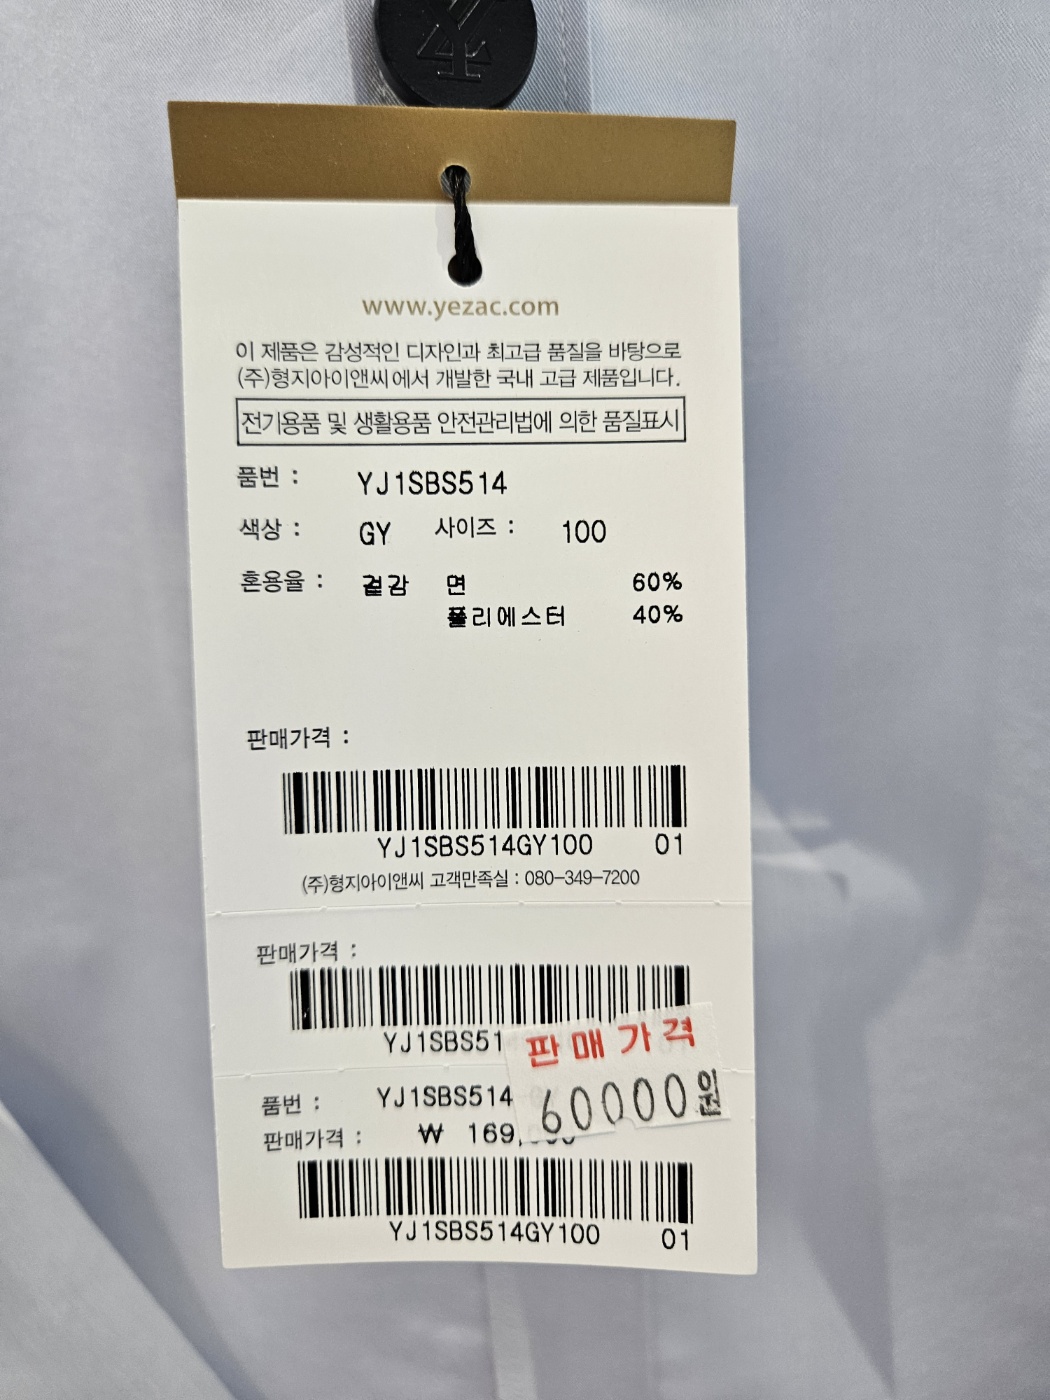 www.yezac.com
이 제품은 감성적인 디자인과 최고급 품질을 바탕으로
(주)형지아이앤씨에서 개발한 국내 고급 제품입니다.
전기용품 및 생활용품 안전관리법에 의한 품질표시
품번 : YJ1SBS514
색상 : GY 사이즈 : 100
혼용율 : 겉감 면 60%
폴리에스터 40%
판매가격 :
YJ1SBS514GY100 01
(주)형지아이앤씨 고객만족실 : 080-349-7200
판매가격 :
YJ1SBS51
판매가격
60000원
품번 : YJ1SBS514
판매가격 : ₩ 169,
YJ1SBS514GY100 01